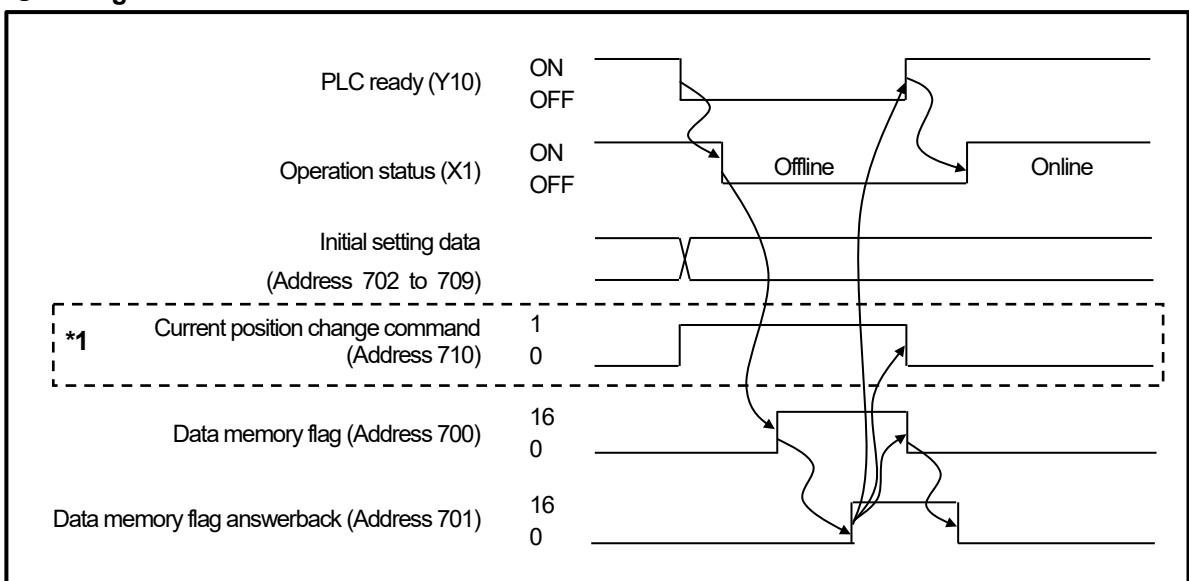 PLC ready (Y10)
ON
OFF
Operation status (X1)
ON
OFF
Offline
Online
Initial setting data
(Address 702 to 709)
*1
Current position change command
(Address 710)
1
0
Data memory flag (Address 700)
16
0
Data memory flag answerback (Address 701)
16
0